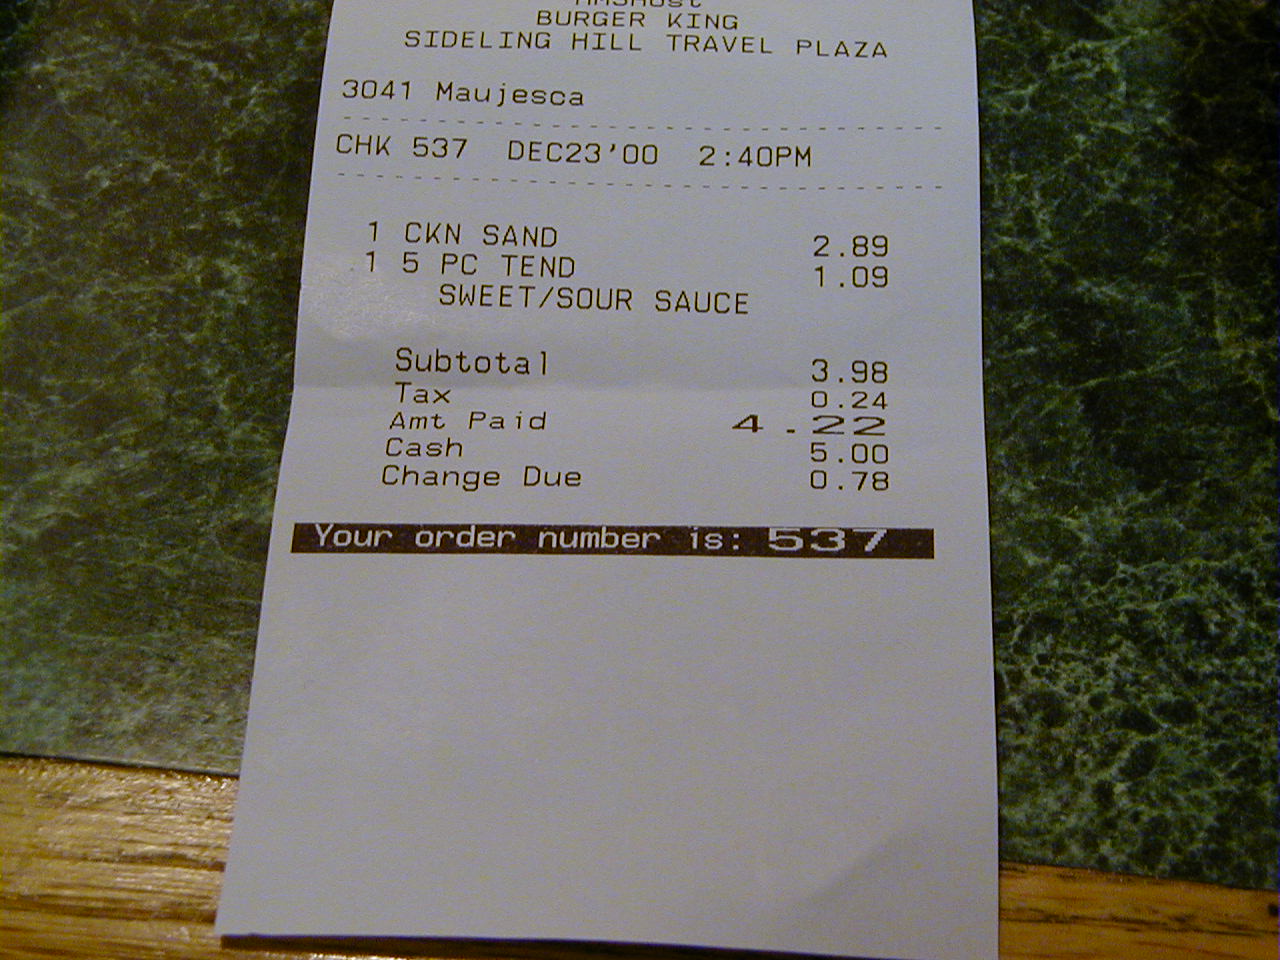 HMSHost
BURGER KING
SIDELING HILL TRAVEL PLAZA
3041 Maujesca
CHK 537 DEC23'00 2:40PM
1 CKN SAND 2.89
1 5 PC TEND 1.09
SWEET/SOUR SAUCE
Subtotal 3.98
Tax 0.24
Amt Paid 4.22
Cash 5.00
Change Due 0.78
Your order number is: 537